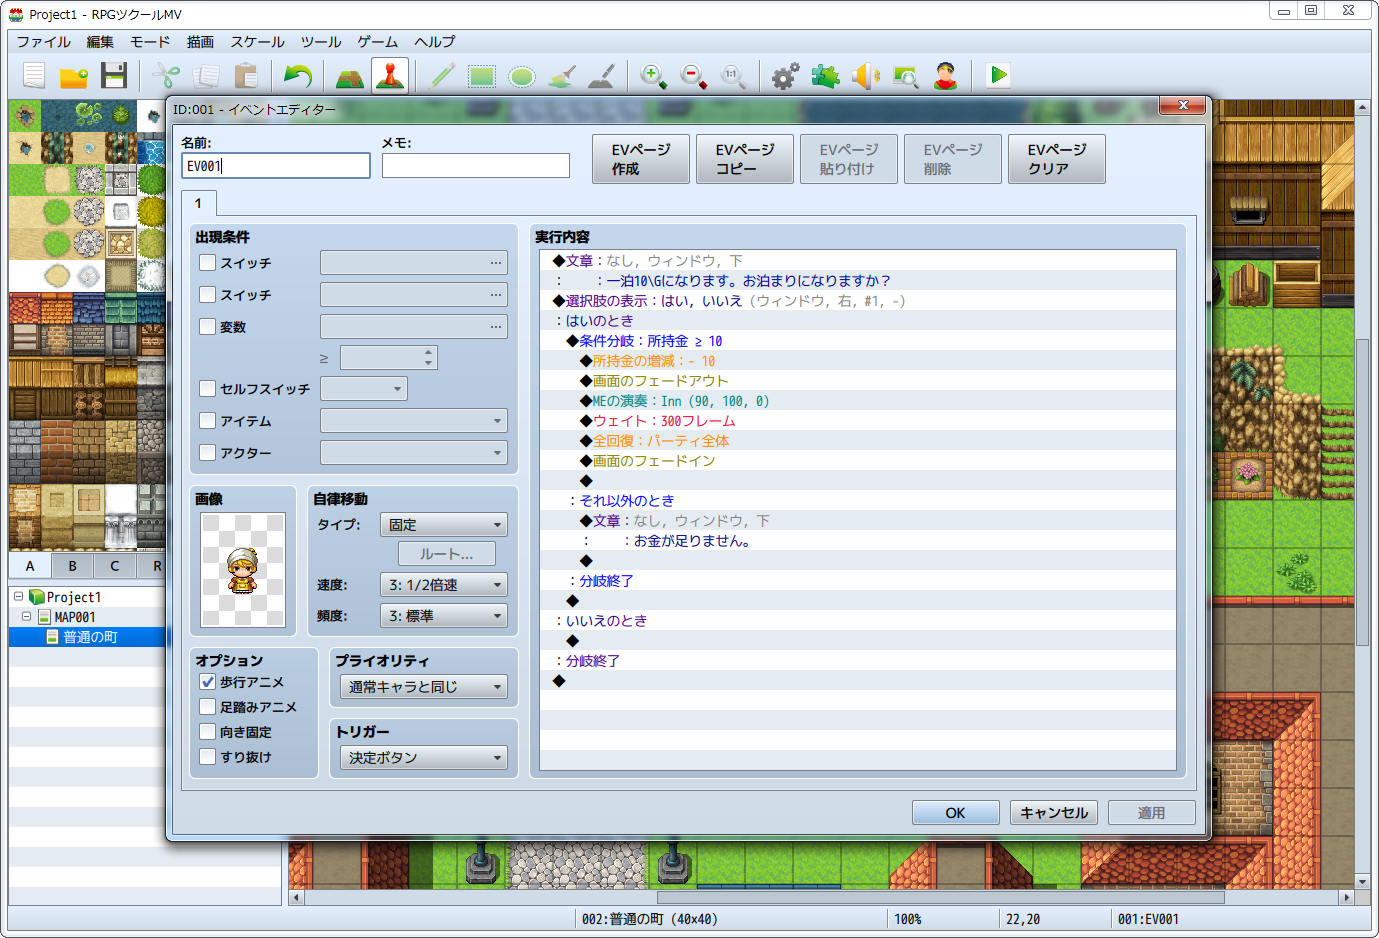 Project1 - RPGツクールMV
ファイル 編集 モード 描画 スケール ツール ゲーム ヘルプ
1:1
ID:001 - イベントエディター
名前:
メモ:
EV001
EVページ
作成
EVページ
コピー
EVページ
貼り付け
EVページ
削除
EVページ
クリア
1
出現条件
スイッチ ...
スイッチ ...
変数 ...
≥
セルフスイッチ
アイテム
アクター
画像
自律移動
タイプ: 固定
ルート...
速度: 3: 1/2倍速
頻度: 3: 標準
オプション
歩行アニメ
足踏みアニメ
向き固定
すり抜け
プライオリティ
通常キャラと同じ
トリガー
決定ボタン
実行内容
◆文章：なし, ウィンドウ, 下
：　　：一泊10\Gになります。お泊まりになりますか？
◆選択肢の表示：はい, いいえ (ウィンドウ, 右, #1, -)
：はいのとき
◆条件分岐：所持金 ≥ 10
◆所持金の増減：- 10
◆画面のフェードアウト
◆MEの演奏：Inn (90, 100, 0)
◆ウェイト：300フレーム
◆全回復：パーティ全体
◆画面のフェードイン
◆
：それ以外のとき
◆文章：なし, ウィンドウ, 下
：　　：お金が足りません。
◆
：分岐終了
◆
：いいえのとき
◆
：分岐終了
◆
OK キャンセル 適用
A B C R
Project1
MAP001
普通の町
002:普通の町 (40x40) 100% 22,20 001:EV001